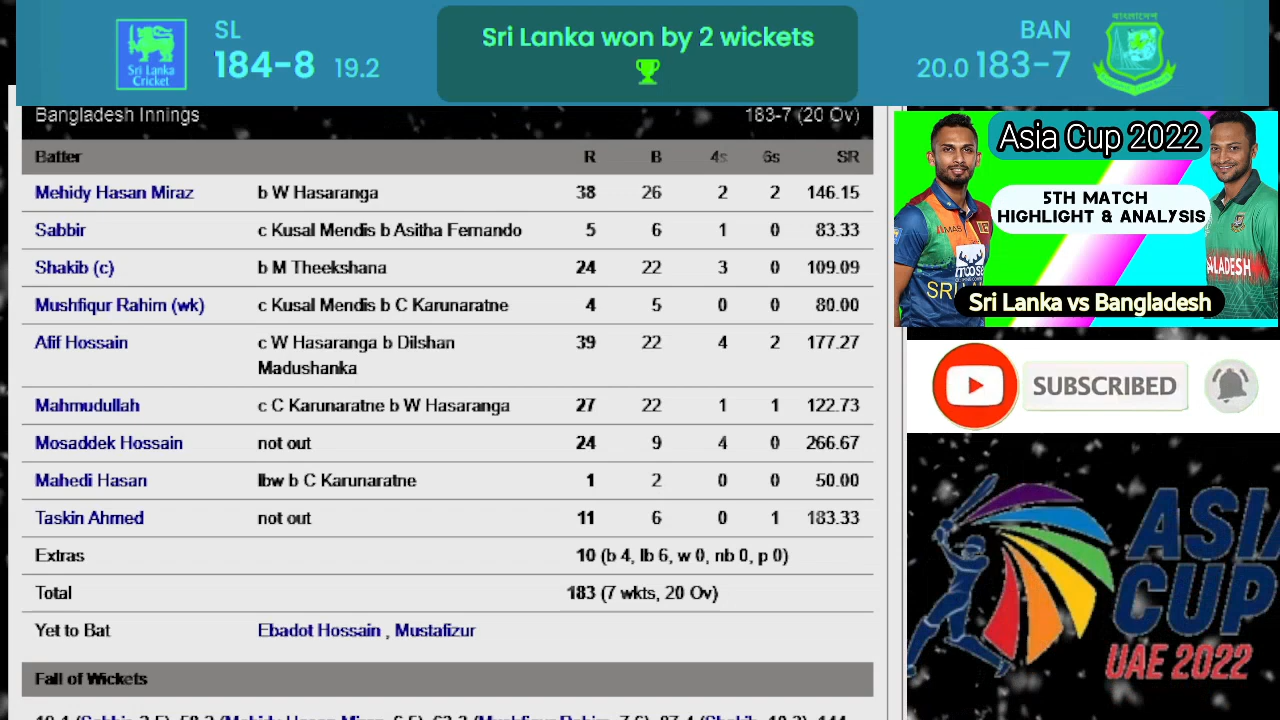 SL
184-8 19.2
Sri Lanka won by 2 wickets
BAN
20.0 183-7
Sri Lanka
Cricket
বাংলাদেশ
Bangladesh Innings 183-7 (20 Ov)
Batter R B 4s 6s SR
Mehidy Hasan Miraz b W Hasaranga 38 26 2 2 146.15
Sabbir c Kusal Mendis b Asitha Fernando 5 6 1 0 83.33
Shakib (c) b M Theekshana 24 22 3 0 109.09
Mushfiqur Rahim (wk) c Kusal Mendis b C Karunaratne 4 5 0 0 80.00
Afif Hossain c W Hasaranga b Dilshan 39 22 4 2 177.27
Madushanka
Mahmudullah c C Karunaratne b W Hasaranga 27 22 1 1 122.73
Mosaddek Hossain not out 24 9 4 0 266.67
Mahedi Hasan lbw b C Karunaratne 1 2 0 0 50.00
Taskin Ahmed not out 11 6 0 1 183.33
Extras 10 (b 4, lb 6, w 0, nb 0, p 0)
Total 183 (7 wkts, 20 Ov)
Yet to Bat Ebadot Hossain , Mustafizur
Fall of Wickets
Asia Cup 2022
5TH MATCH
HIGHLIGHT & ANALYSIS
moose
SRI
Sri Lanka vs Bangladesh
SUBSCRIBED
ASIA
CUP
UAE 2022